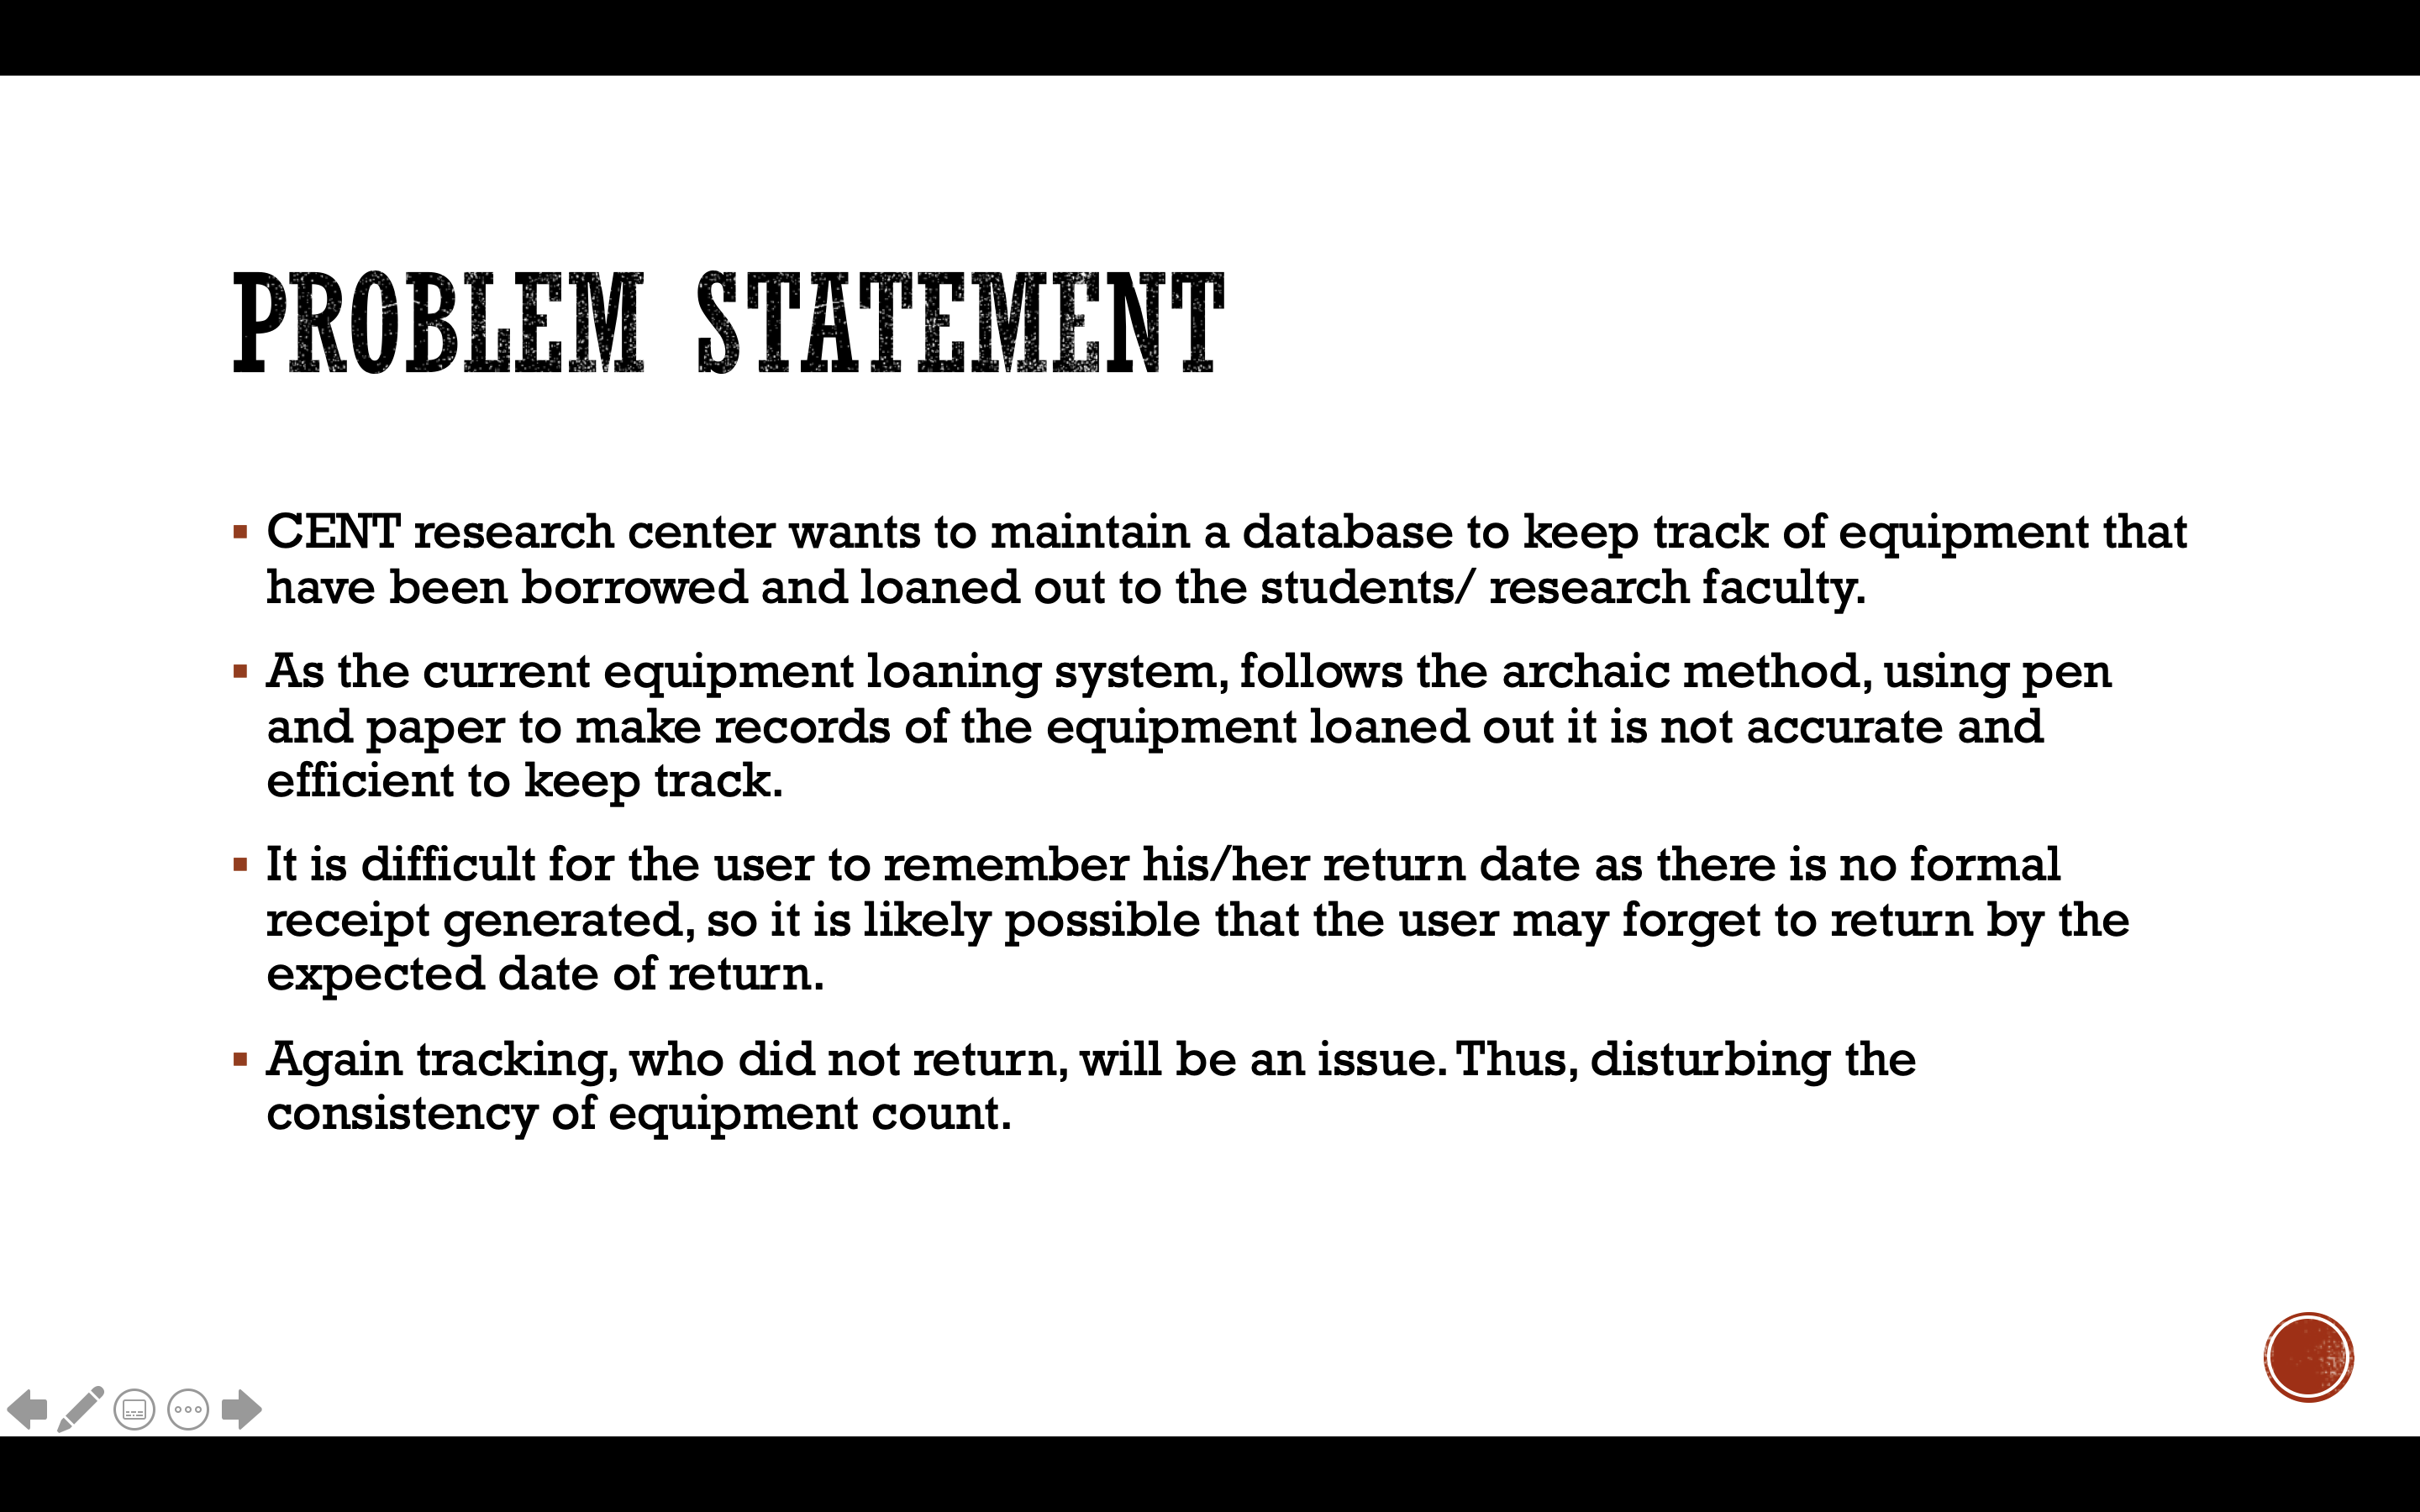 PROBLEM STATEMENT
▪ CENT research center wants to maintain a database to keep track of equipment that
have been borrowed and loaned out to the students/ research faculty.
▪ As the current equipment loaning system, follows the archaic method, using pen
and paper to make records of the equipment loaned out it is not accurate and
efficient to keep track.
▪ It is difficult for the user to remember his/her return date as there is no formal
receipt generated, so it is likely possible that the user may forget to return by the
expected date of return.
▪ Again tracking, who did not return, will be an issue. Thus, disturbing the
consistency of equipment count.